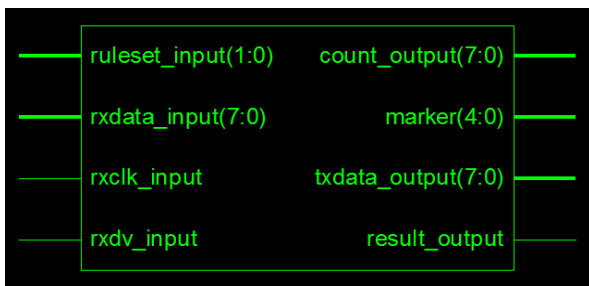 ruleset_input(1:0) count_output(7:0)
rxdata_input(7:0) marker(4:0)
rxclk_input txdata_output(7:0)
rxdv_input result_output